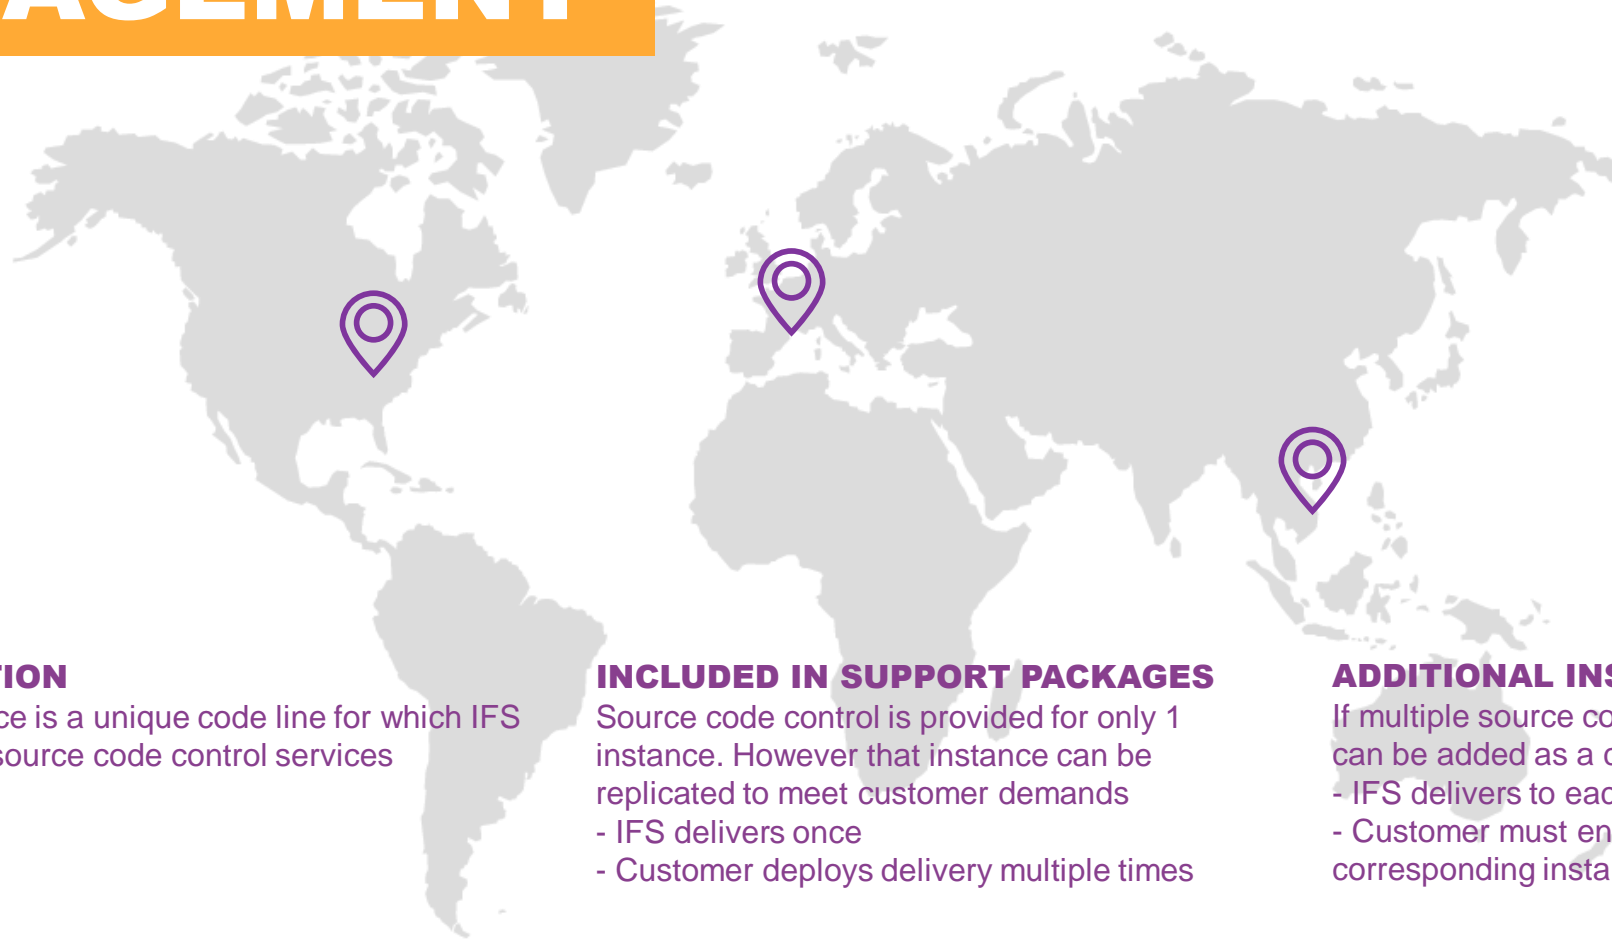 AGEMENT
TION
ce is a unique code line for which IFS
source code control services
INCLUDED IN SUPPORT PACKAGES
Source code control is provided for only 1
instance. However that instance can be
replicated to meet customer demands
- IFS delivers once
- Customer deploys delivery multiple times
ADDITIONAL INS
If multiple source co
can be added as a c
- IFS delivers to eac
- Customer must en
corresponding insta